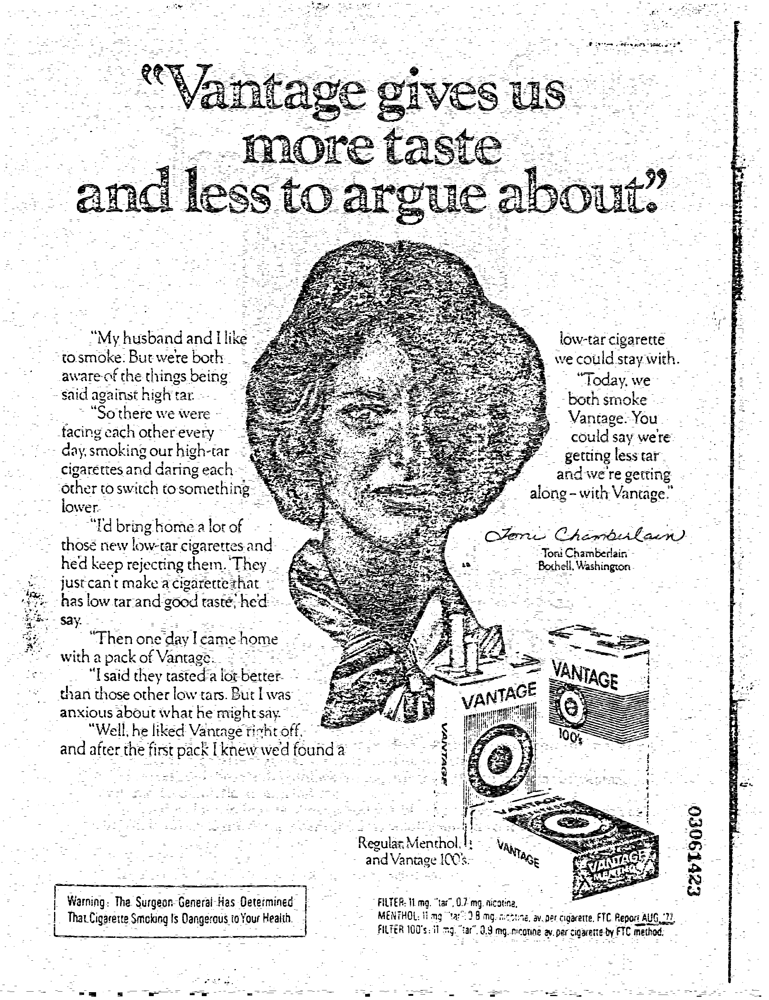 “Vantage gives us
more taste
and less to argue about.”
"My husband and I like
to smoke. But we're both
aware of the things being
said against high tar.
"So there we were
facing each other every
day, smoking our high-tar
cigarettes and daring each
other to switch to something
lower.
"I'd bring home a lot of
those new low-tar cigarettes and
he'd keep rejecting them. 'They
just can't make a cigarette that
has low tar and good taste,' he'd
say.
"Then one day I came home
with a pack of Vantage.
"I said they tasted a lot better
than those other low tars. But I was
anxious about what he might say.
"Well, he liked Vantage right off,
and after the first pack I knew we'd found a
low-tar cigarette
we could stay with.
"Today, we
both smoke
Vantage. You
could say we're
getting less tar
and we're getting
along – with Vantage."
Toni Chamberlain
Toni Chamberlain
Bothell, Washington
VANTAGE
VANTAGE
VANTAGE
100's
VANTAGE
VANTAGE
VANTAGE
MENTHOL
Regular, Menthol,
and Vantage 100's.
03061423
Warning: The Surgeon General Has Determined
That Cigarette Smoking Is Dangerous to Your Health.
FILTER: 11 mg. "tar", 0.7 mg. nicotine,
MENTHOL: 11 mg. "tar", 0.8 mg. nicotine, av. per cigarette, FTC Report AUG. '77;
FILTER 100's: 11 mg. "tar", 0.9 mg. nicotine av. per cigarette by FTC method.